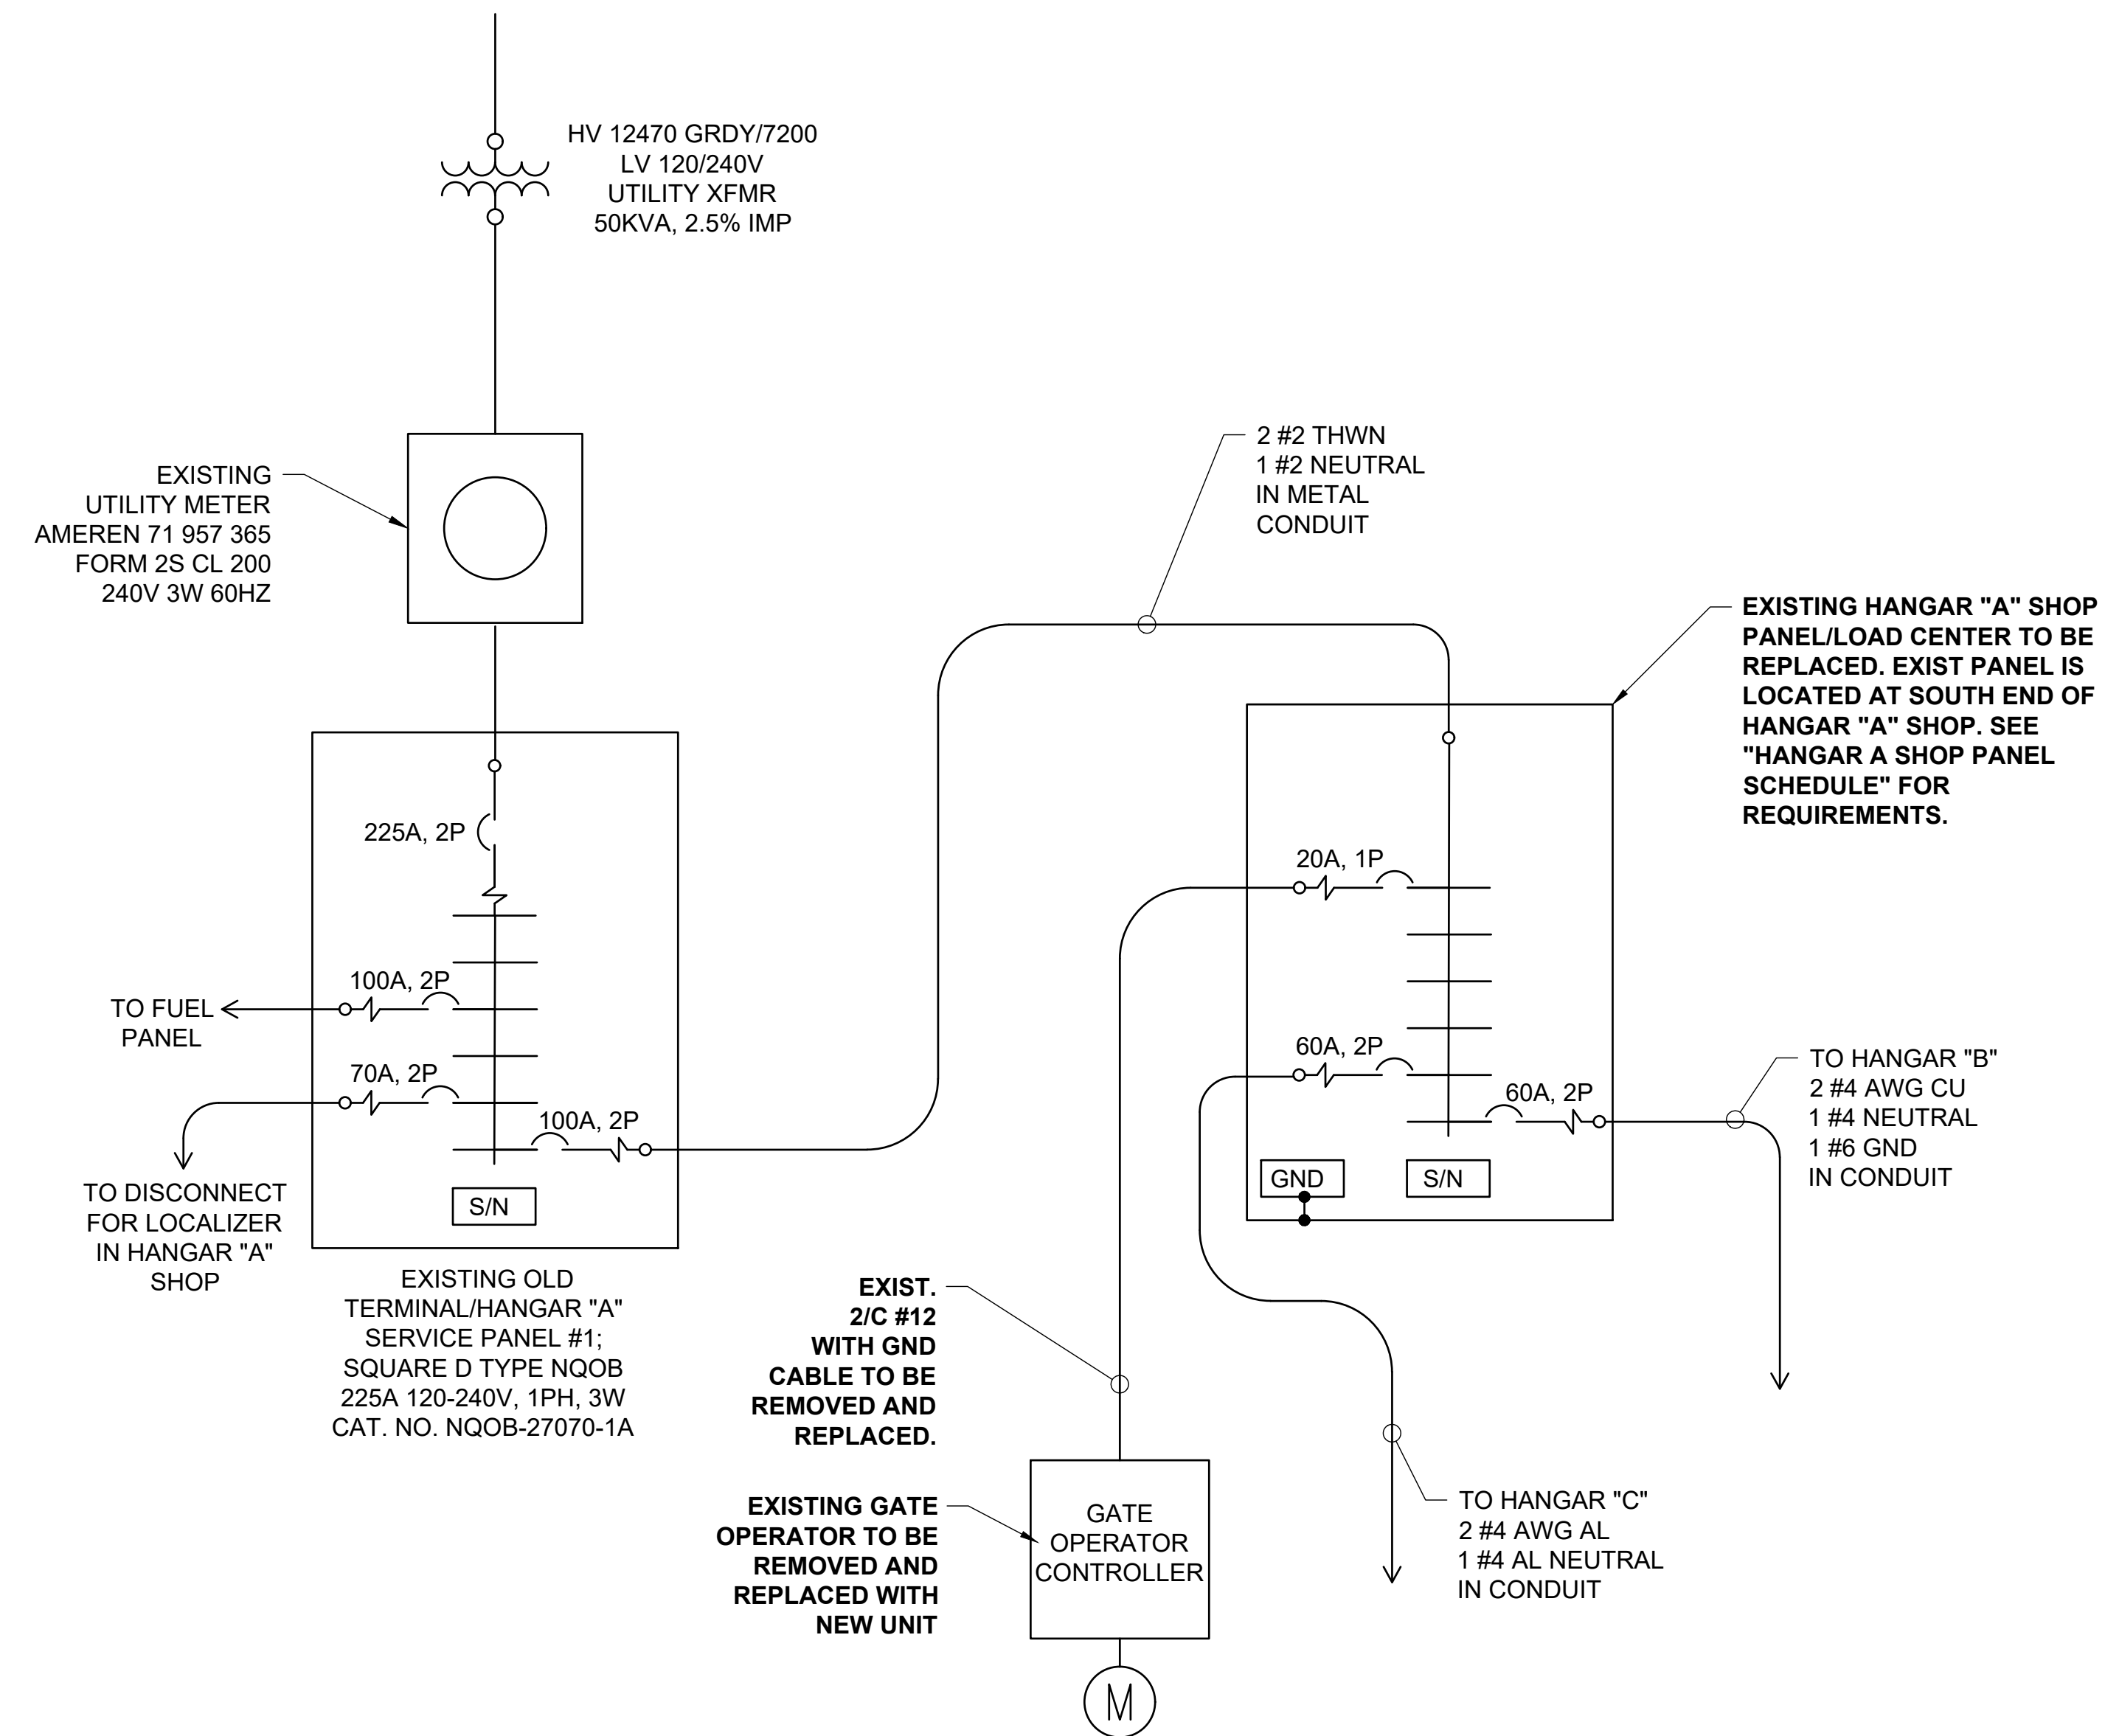 HV 12470 GRDY/7200
LV 120/240V
UTILITY XFMR
50KVA, 2.5% IMP
EXISTING
UTILITY METER
AMEREN 71 957 365
FORM 2S CL 200
240V 3W 60HZ
2 #2 THWN
1 #2 NEUTRAL
IN METAL
CONDUIT
EXISTING HANGAR "A" SHOP
PANEL/LOAD CENTER TO BE
REPLACED. EXIST PANEL IS
LOCATED AT SOUTH END OF
HANGAR "A" SHOP. SEE
"HANGAR A SHOP PANEL
SCHEDULE" FOR
REQUIREMENTS.
225A, 2P
100A, 2P
TO FUEL
PANEL
70A, 2P
100A, 2P
TO DISCONNECT
FOR LOCALIZER
IN HANGAR "A"
SHOP
S/N
EXISTING OLD
TERMINAL/HANGAR "A"
SERVICE PANEL #1;
SQUARE D TYPE NQOB
225A 120-240V, 1PH, 3W
CAT. NO. NQOB-27070-1A
20A, 1P
60A, 2P
60A, 2P
GND
S/N
TO HANGAR "B"
2 #4 AWG CU
1 #4 NEUTRAL
1 #6 GND
IN CONDUIT
EXIST.
2/C #12
WITH GND
CABLE TO BE
REMOVED AND
REPLACED.
EXISTING GATE
OPERATOR TO BE
REMOVED AND
REPLACED WITH
NEW UNIT
GATE
OPERATOR
CONTROLLER
M
TO HANGAR "C"
2 #4 AWG AL
1 #4 AL NEUTRAL
IN CONDUIT